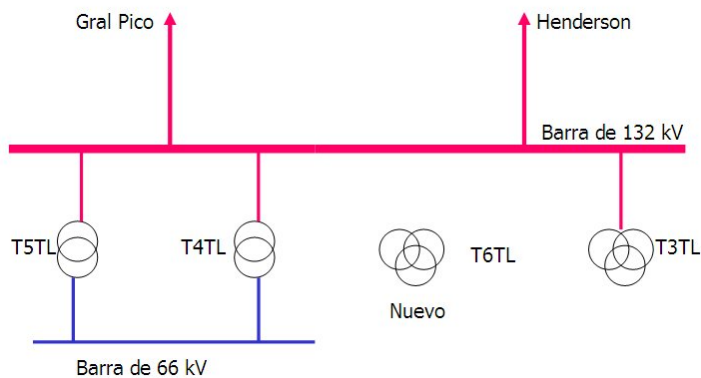 Gral Pico
Henderson
Barra de 132 kV
T5TL
T4TL
T6TL
T3TL
Nuevo
Barra de 66 kV